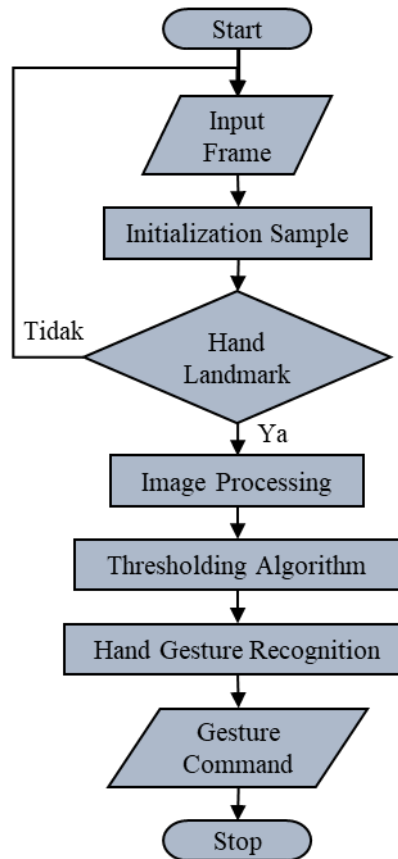 Start
Input
Frame
Initialization Sample
Hand
Landmark
Tidak
Ya
Image Processing
Thresholding Algorithm
Hand Gesture Recognition
Gesture
Command
Stop